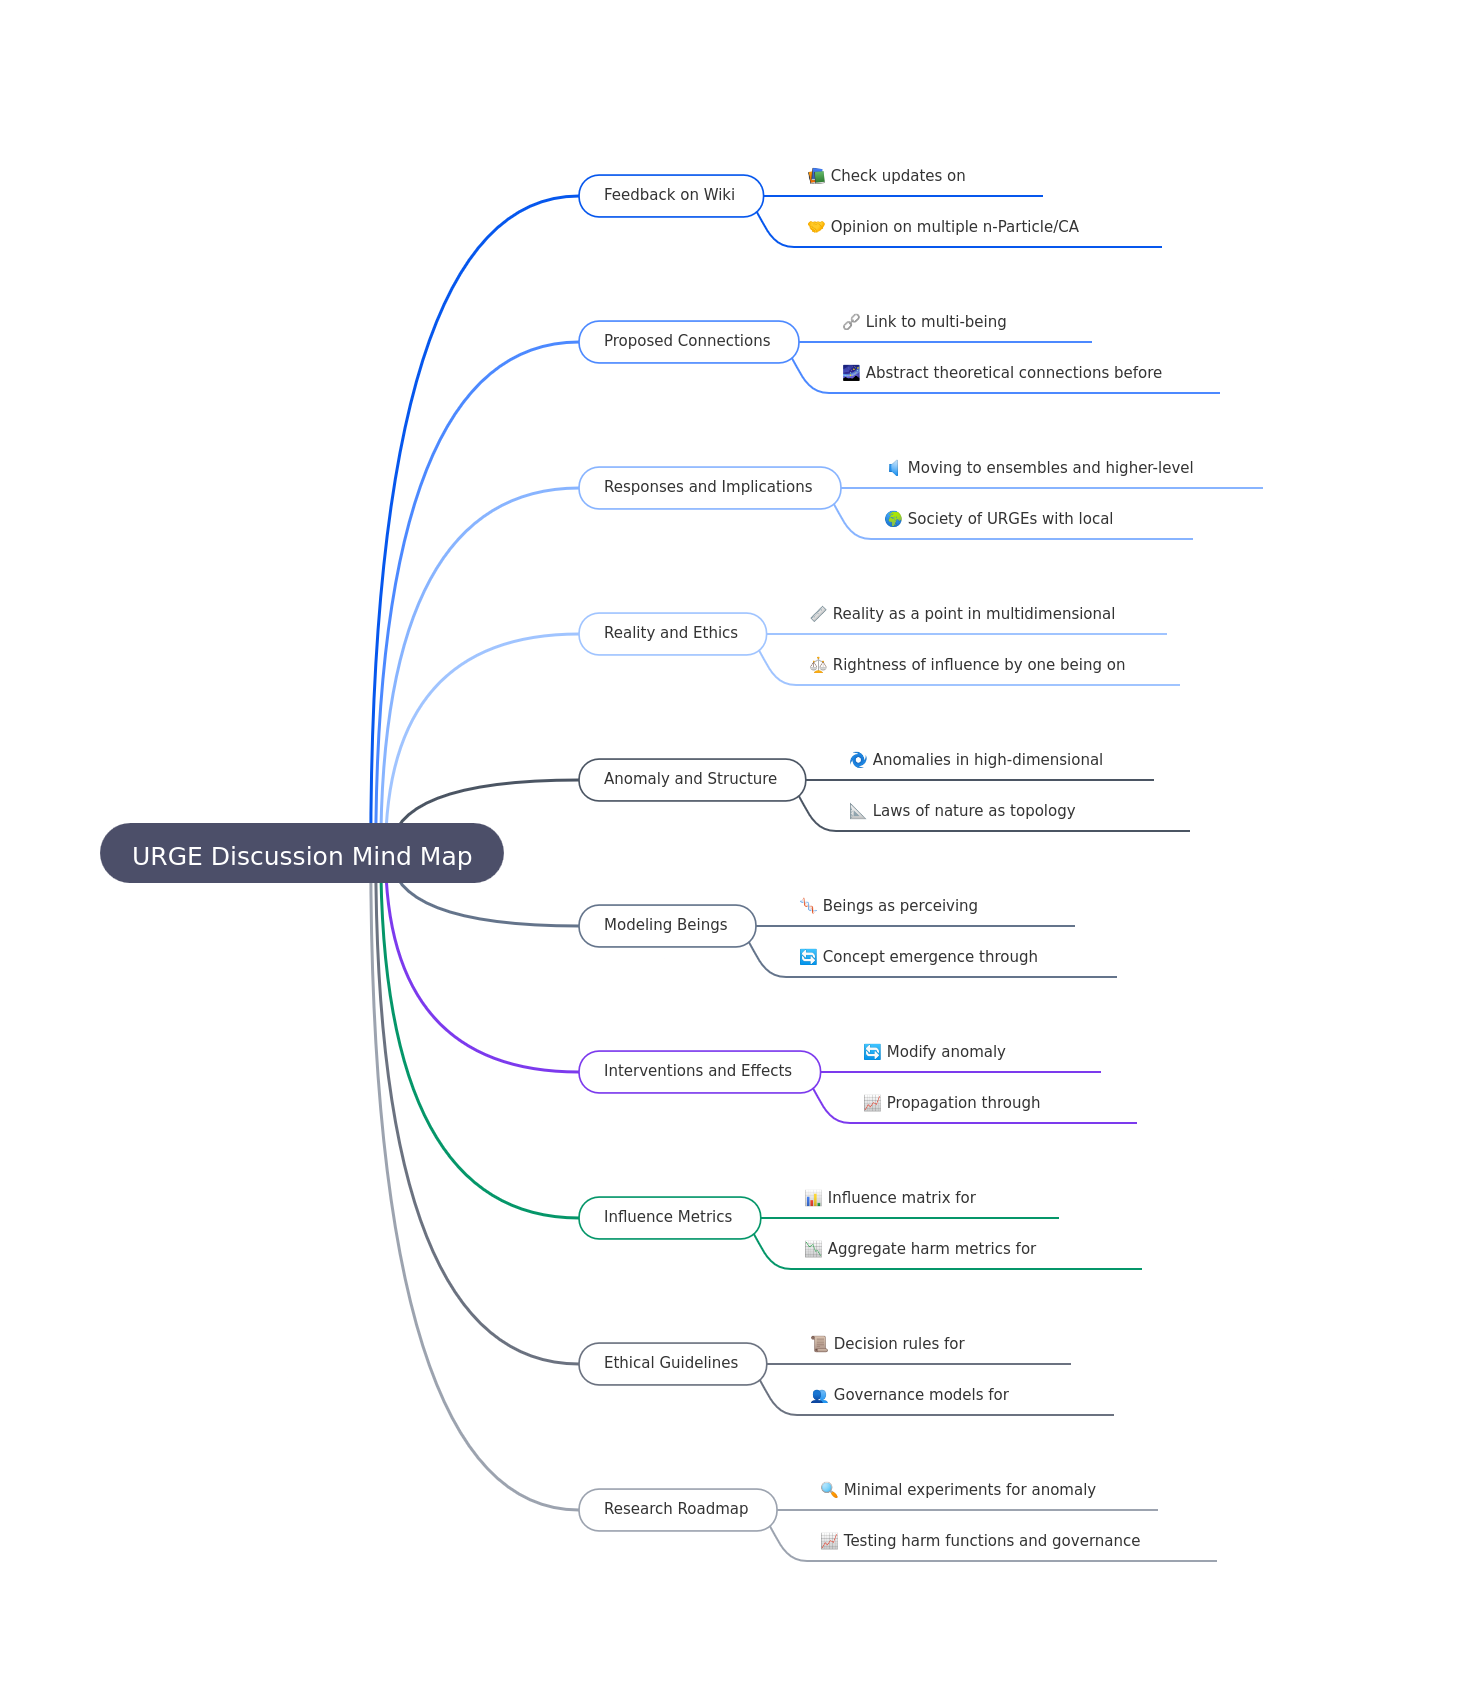 Check updates on
Feedback on Wiki
Opinion on multiple n-Particle/CA
Link to multi-being
Proposed Connections
Abstract theoretical connections before
Moving to ensembles and higher-level
Responses and Implications
Society of URGEs with local
Reality as a point in multidimensional
Reality and Ethics
Rightness of influence by one being on
Anomalies in high-dimensional
Anomaly and Structure
Laws of nature as topology
URGE Discussion Mind Map
Beings as perceiving
Modeling Beings
Concept emergence through
Modify anomaly
Interventions and Effects
Propagation through
Influence matrix for
Influence Metrics
Aggregate harm metrics for
Decision rules for
Ethical Guidelines
Governance models for
Minimal experiments for anomaly
Research Roadmap
Testing harm functions and governance